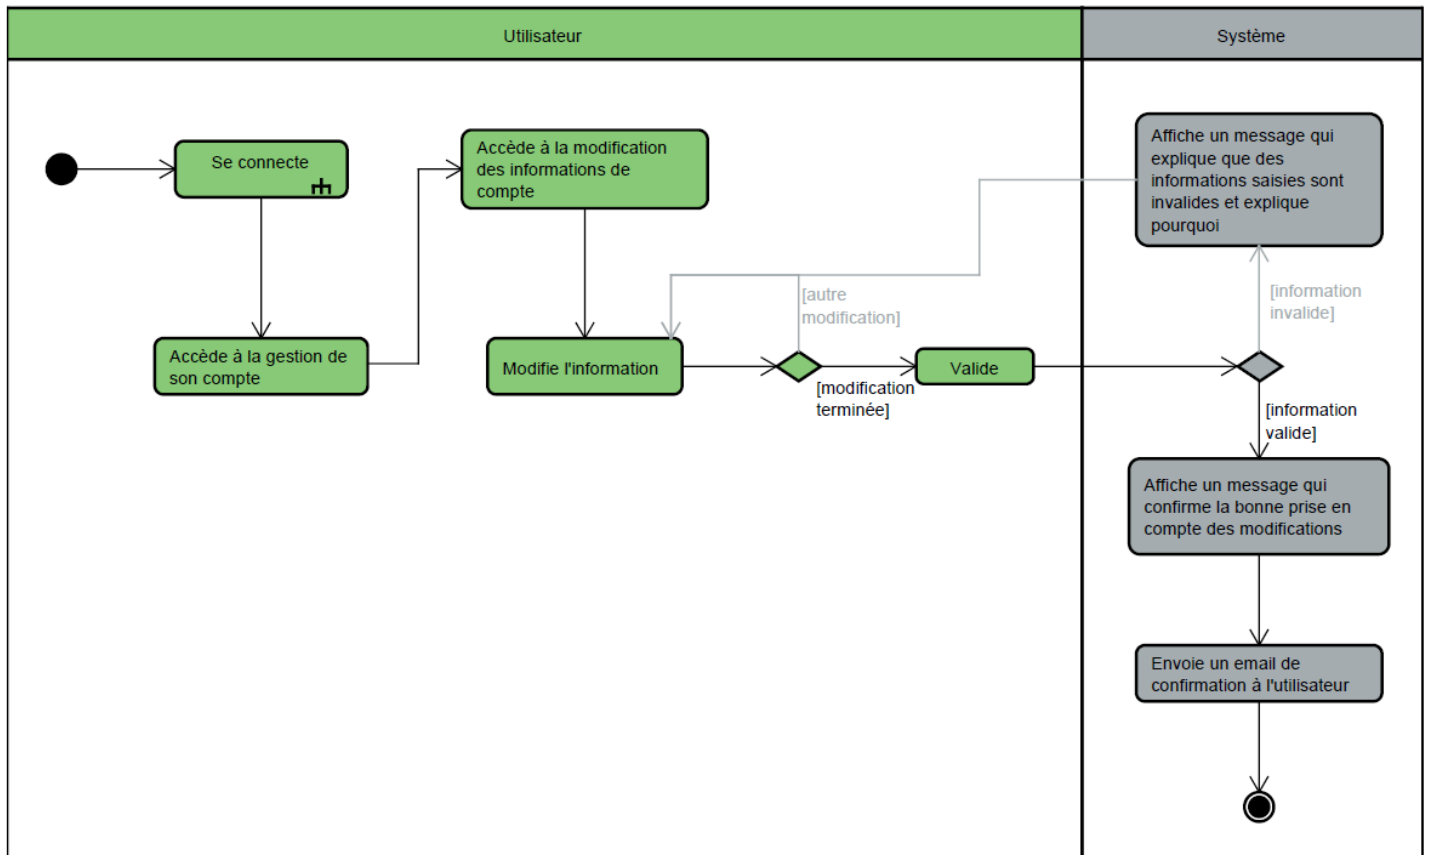 Utilisateur
Système
Se connecte
Accède à la modification
des informations de
compte
Affiche un message qui
explique que des
informations saisies sont
invalides et explique
pourquoi
[autre
modification]
[information
invalide]
Accède à la gestion de
son compte
Modifie l'information
Valide
[modification
terminée]
[information
valide]
Affiche un message qui
confirme la bonne prise en
compte des modifications
Envoie un email de
confirmation à l'utilisateur